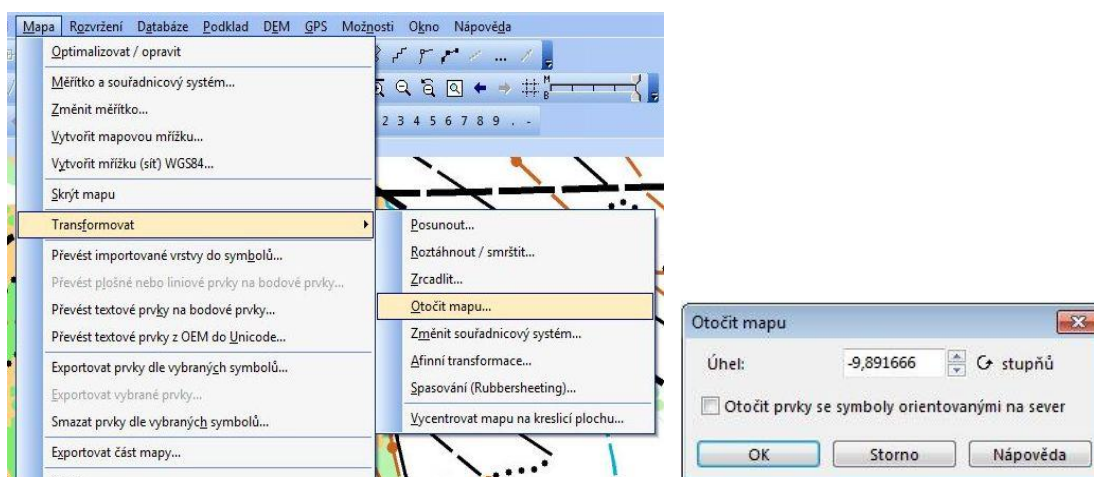 Mapa Rozvržení Databáze Podklad DEM GPS Možnosti Okno Nápověda
Optimalizovat / opravit
Měřítko a souřadnicový systém...
Změnit měřítko...
Vytvořit mapovou mřížku...
Vytvořit mřížku (síť) WGS84...
Skrýt mapu
Transformovat
Převést importované vrstvy do symbolů...
Převést plošné nebo liniové prvky na bodové prvky...
Převést textové prvky na bodové prvky...
Převést textové prvky z OEM do Unicode...
Exportovat prvky dle vybraných symbolů...
Exportovat vybrané prvky...
Smazat prvky dle vybraných symbolů...
Exportovat část mapy...
M
B
2 3 4 5 6 7 8 9 . -
Posunout...
Roztáhnout / smrštit...
Zrcadlit...
Otočit mapu...
Změnit souřadnicový systém...
Afinní transformace...
Spasování (Rubbersheeting)...
Vycentrovat mapu na kreslicí plochu...
Otočit mapu
Úhel: -9,891666 stupňů
Otočit prvky se symboly orientovanými na sever
OK Storno Nápověda